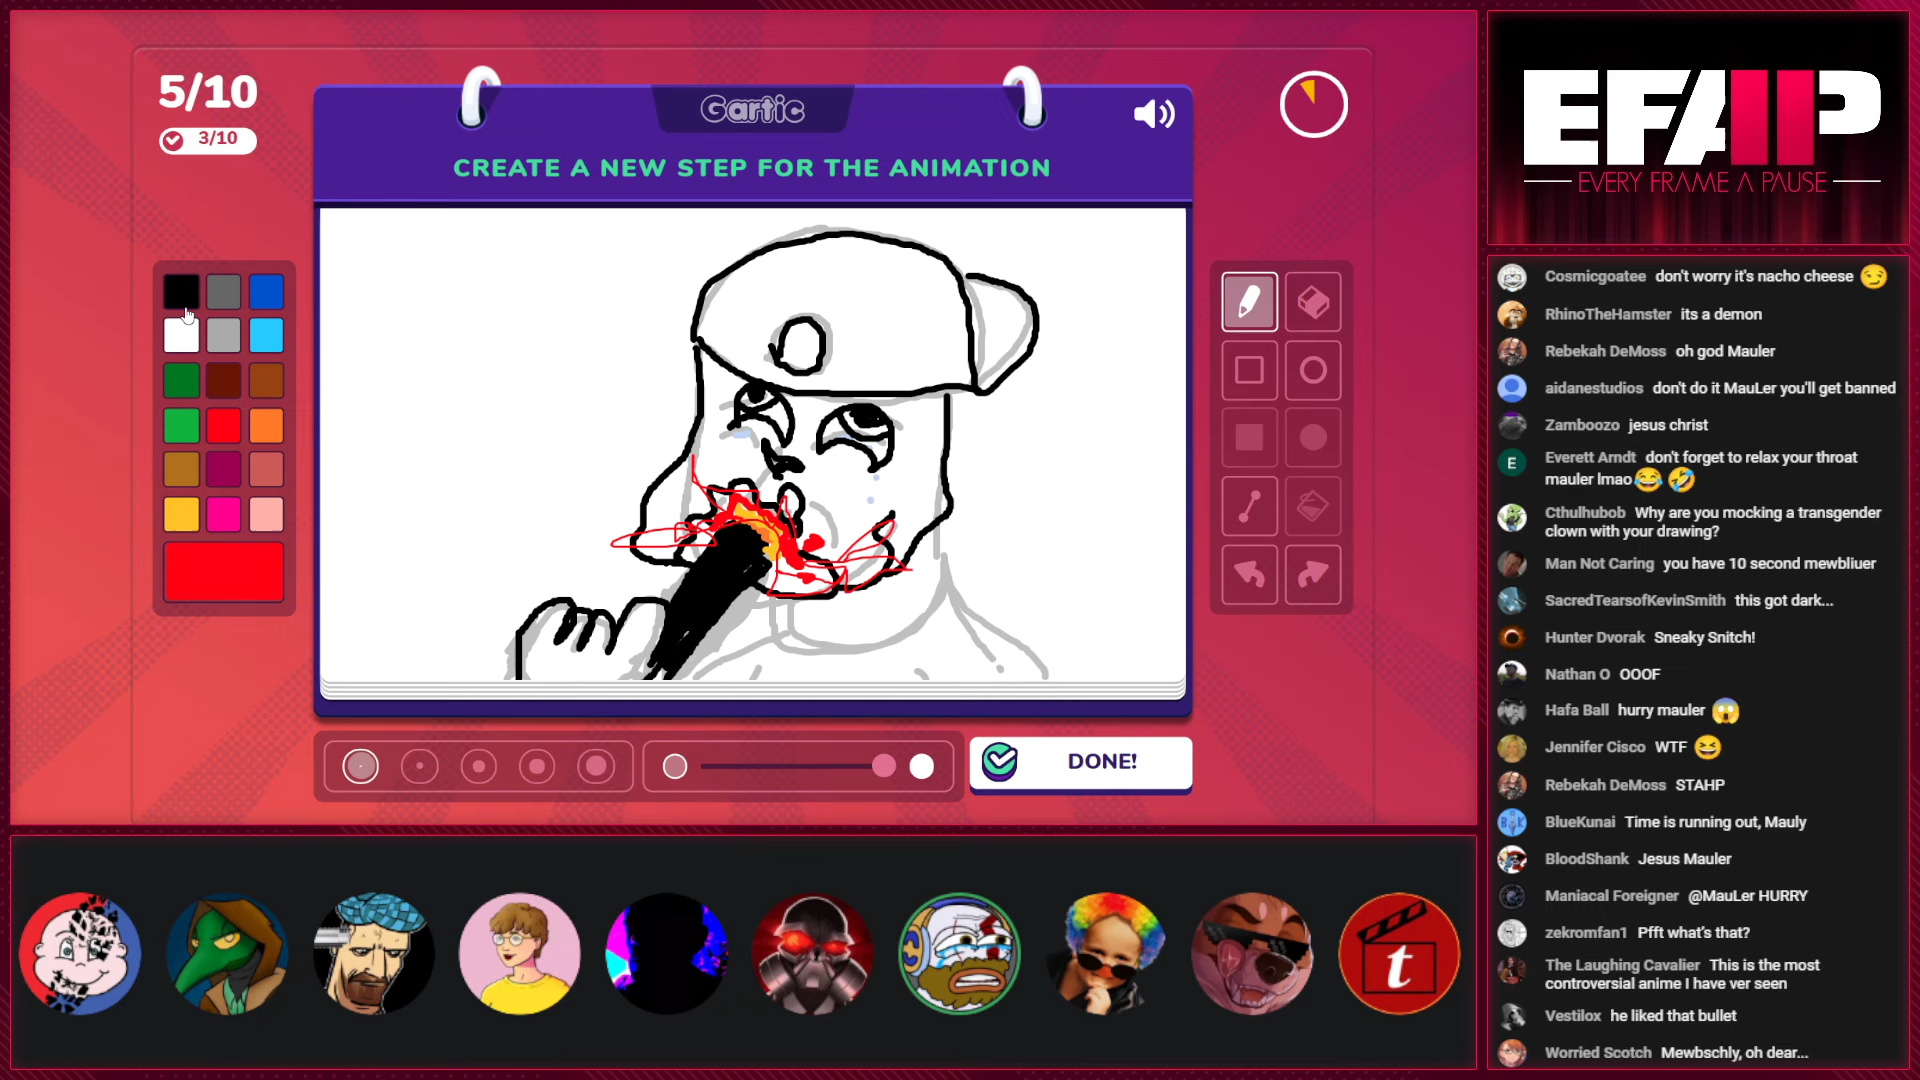 5/10
3/10
Gartic
CREATE A NEW STEP FOR THE ANIMATION
DONE!
EFAP
EVERY FRAME A PAUSE
Cosmicgoatee don't worry it's nacho cheese 😏
RhinoTheHamster its a demon
Rebekah DeMoss oh god Mauler
aidanestudios don't do it MauLer you'll get banned
Zamboozo jesus christ
E
Everett Arndt don't forget to relax your throat
mauler lmao😂 🤣
Cthulhubob Why are you mocking a transgender
clown with your drawing?
Man Not Caring you have 10 second mewbliuer
SacredTearsofKevinSmith this got dark...
Hunter Dvorak Sneaky Snitch!
Nathan O OOOF
Hafa Ball hurry mauler 😱
Jennifer Cisco WTF 😆
Rebekah DeMoss STAHP
BlueKunai Time is running out, Mauly
BloodShank Jesus Mauler
Maniacal Foreigner @MauLer HURRY
zekromfan1 Pfft what's that?
The Laughing Cavalier This is the most
controversial anime I have ver seen
Vestilox he liked that bullet
Worried Scotch Mewbschly, oh dear...
t